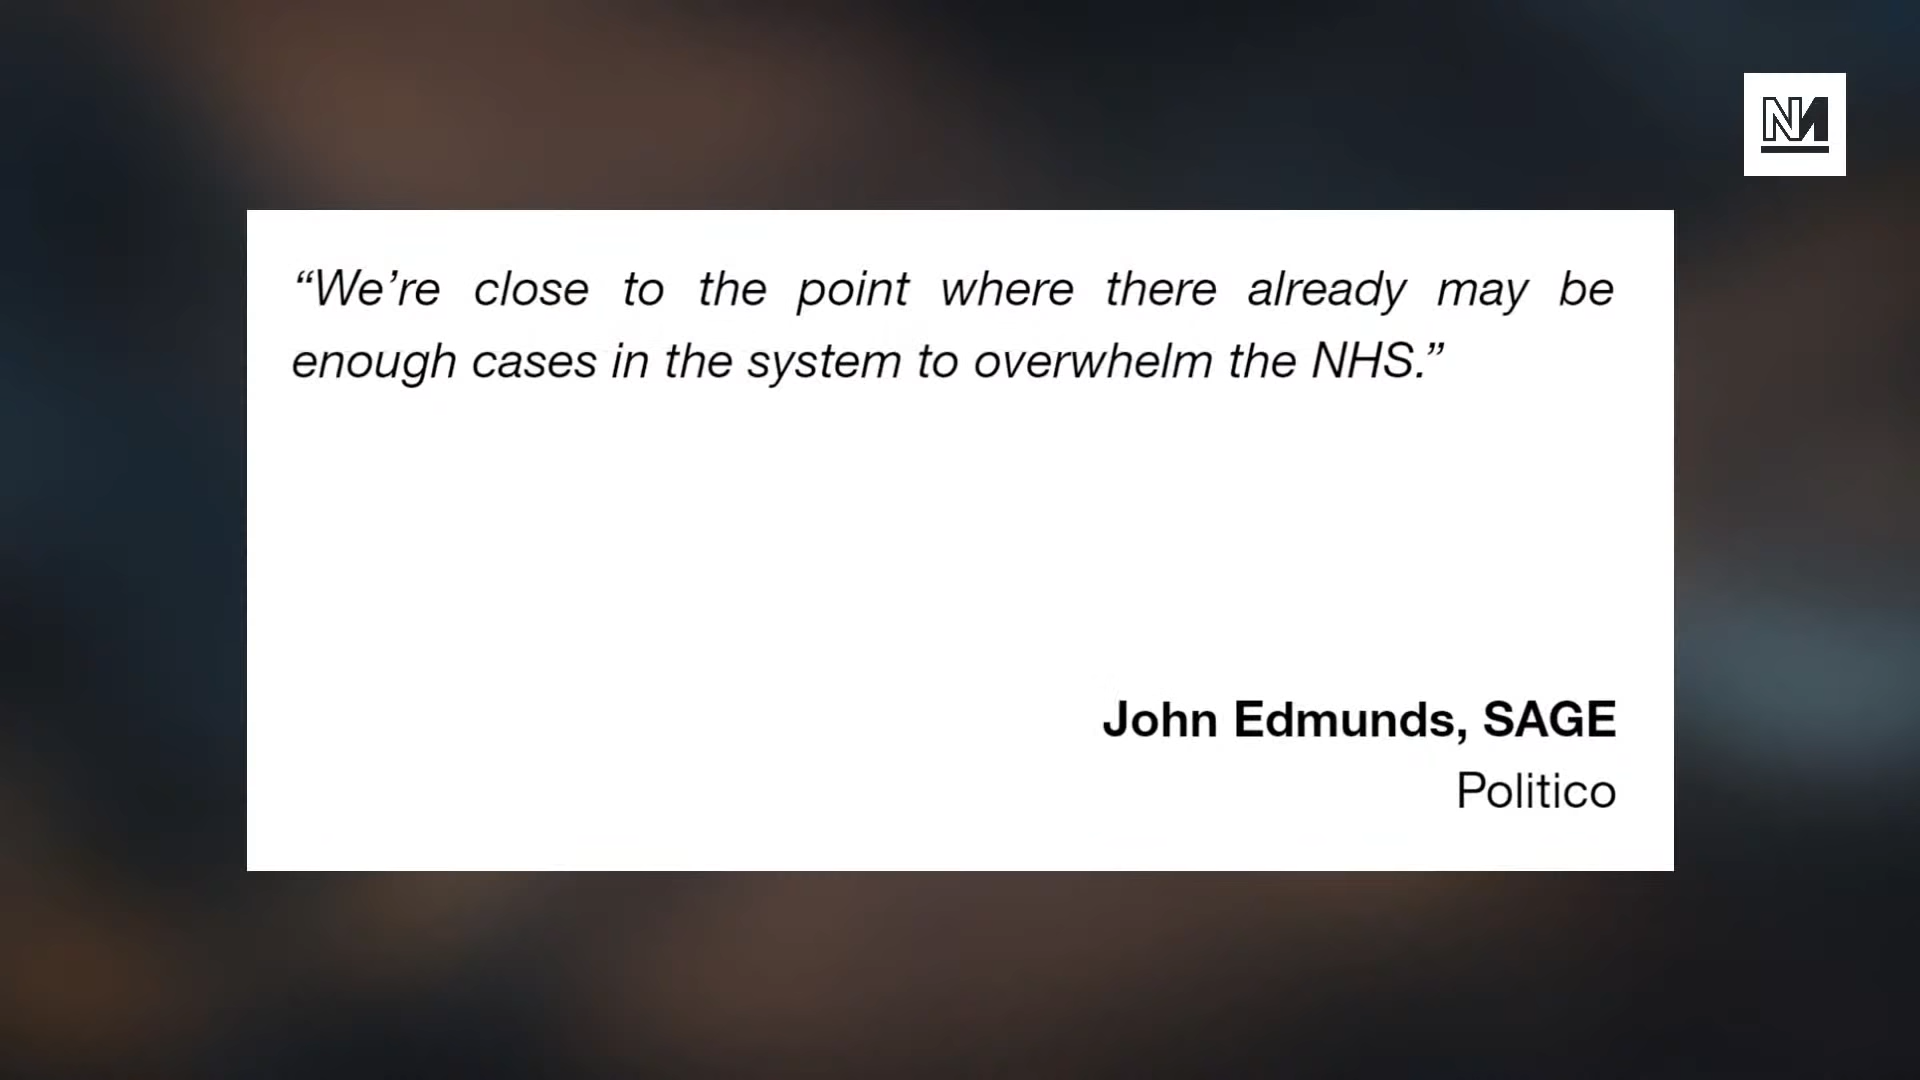 “We’re close to the point where there already may be
enough cases in the system to overwhelm the NHS.”
John Edmunds, SAGE
Politico
NM